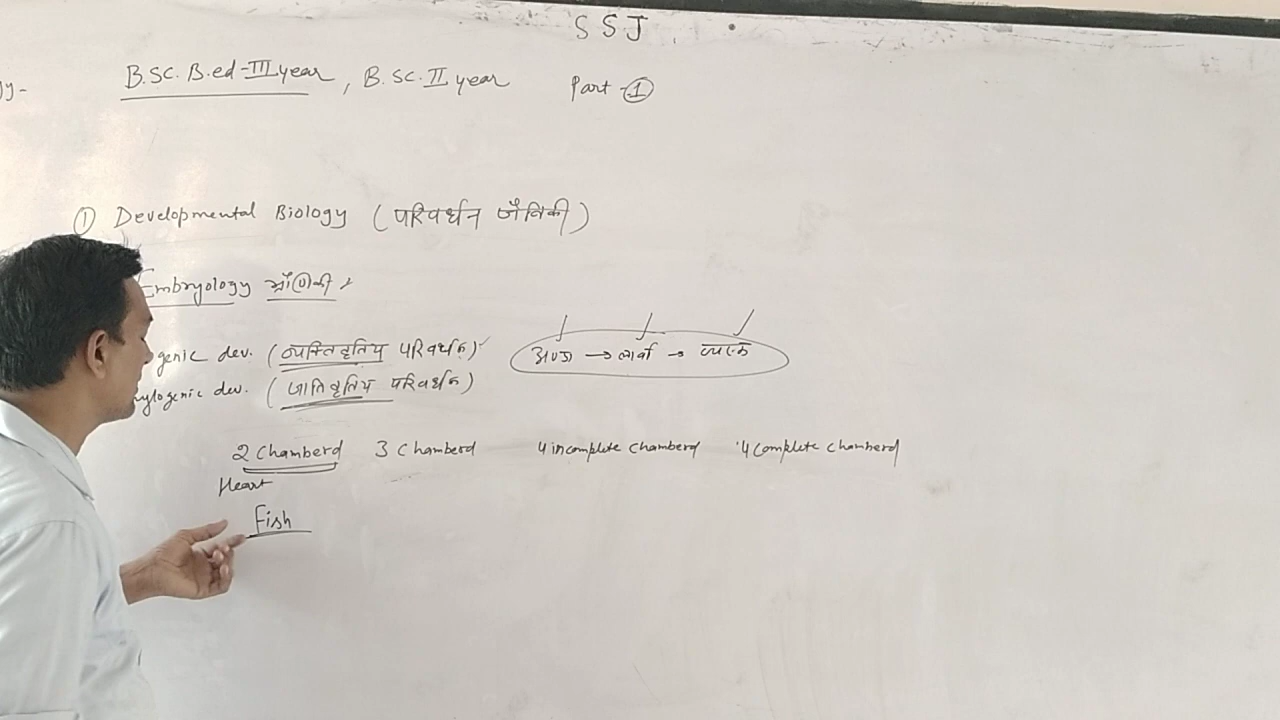 SSJ
B.Sc. B.ed-III year, B.Sc. II year Part-①
① Developmental Biology (परिवर्धन जैविकी)
Embryology
genic dev. (व्यक्तिवृतिय परिवर्धन) अण्डा → लार्वा → व्यस्क
ylogenic dev. (जातिवृतिय परिवर्धन)
2 Chamberd 3 Chamberd 4 incomplete chamberd 4 complete chamberd
Heart
Fish